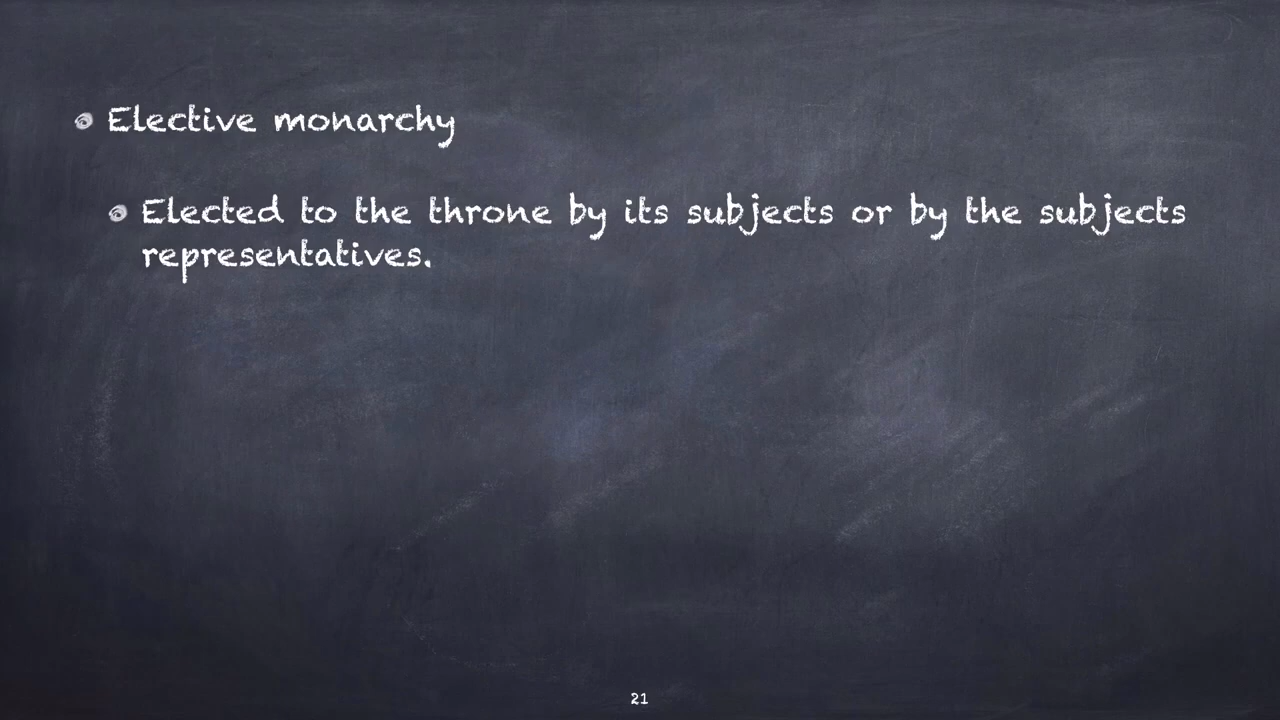 Elective monarchy
Elected to the throne by its subjects or by the subjects
representatives.
21